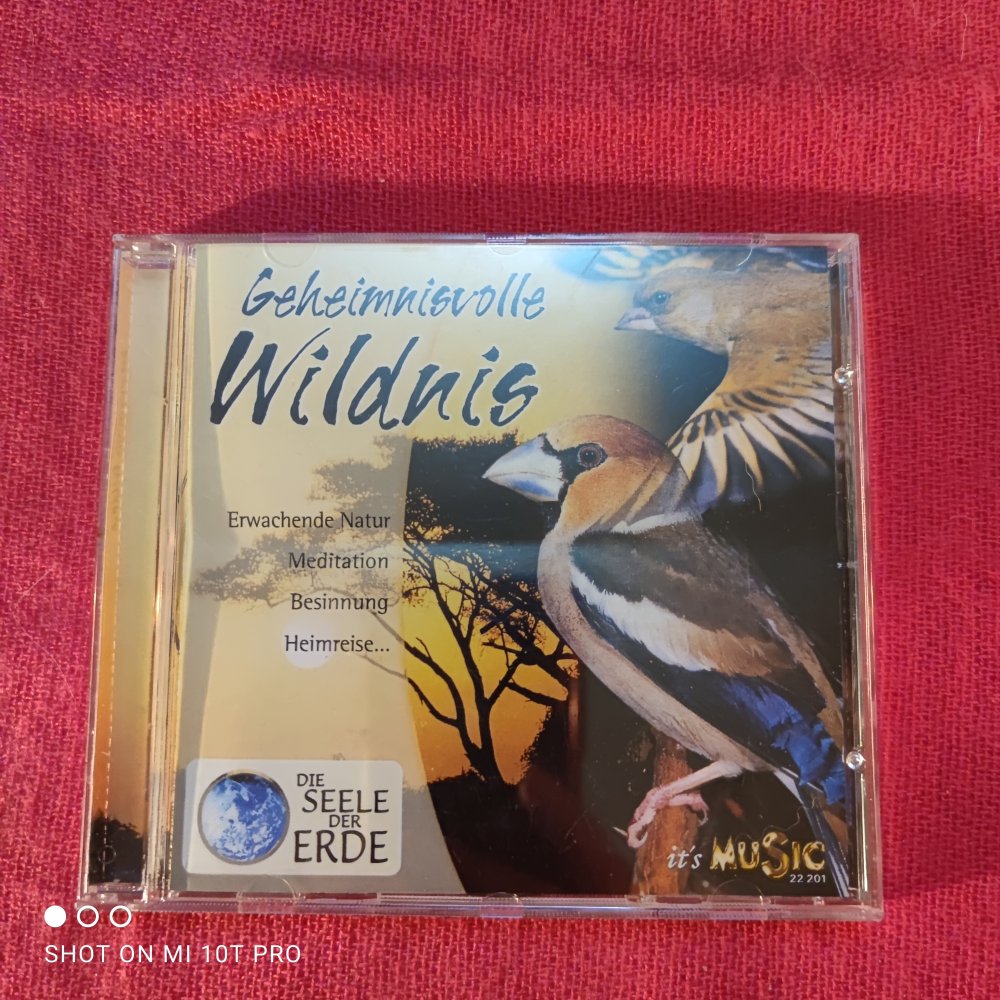 Geheimnisvolle
Wildnis
Erwachende Natur
Meditation
Besinnung
Heimreise...
DIE
SEELE
DER
ERDE
it's MUSIC
22 201
SHOT ON MI 10T PRO